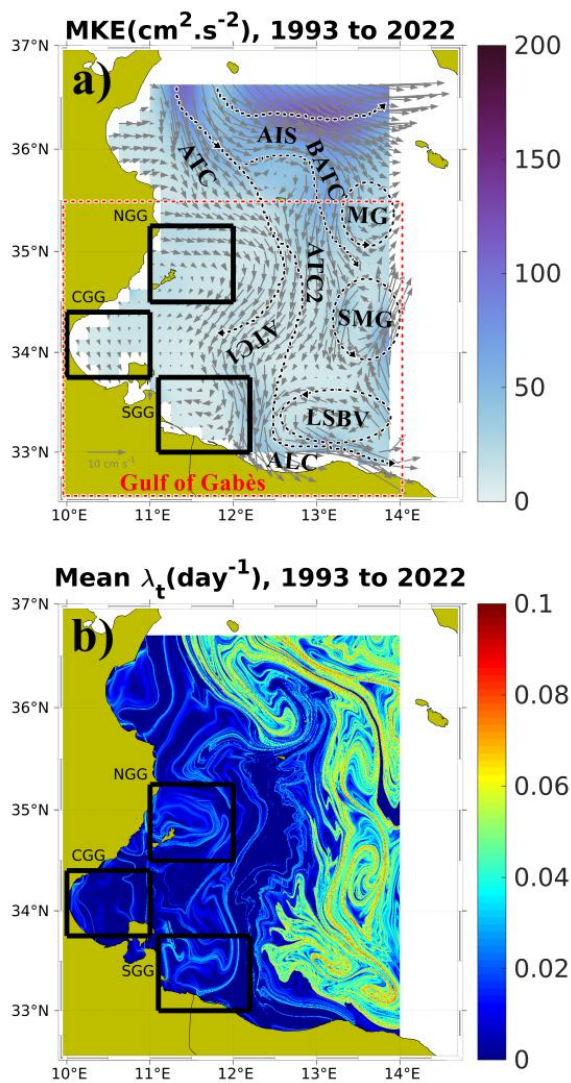 MKE(cm².s⁻²), 1993 to 2022
a)
37°N
36°N
35°N
34°N
33°N
AIS
ATC
BATC
MG
NGG
ATC2
SMG
CGG
ATC1
SGG
LSBV
ALC
10 cm s⁻¹
Gulf of Gabès
10°E 11°E 12°E 13°E 14°E
200
150
100
50
0
Mean λt(day⁻¹), 1993 to 2022
b)
37°N
36°N
35°N
34°N
33°N
NGG
CGG
SGG
10°E 11°E 12°E 13°E 14°E
0.1
0.08
0.06
0.04
0.02
0